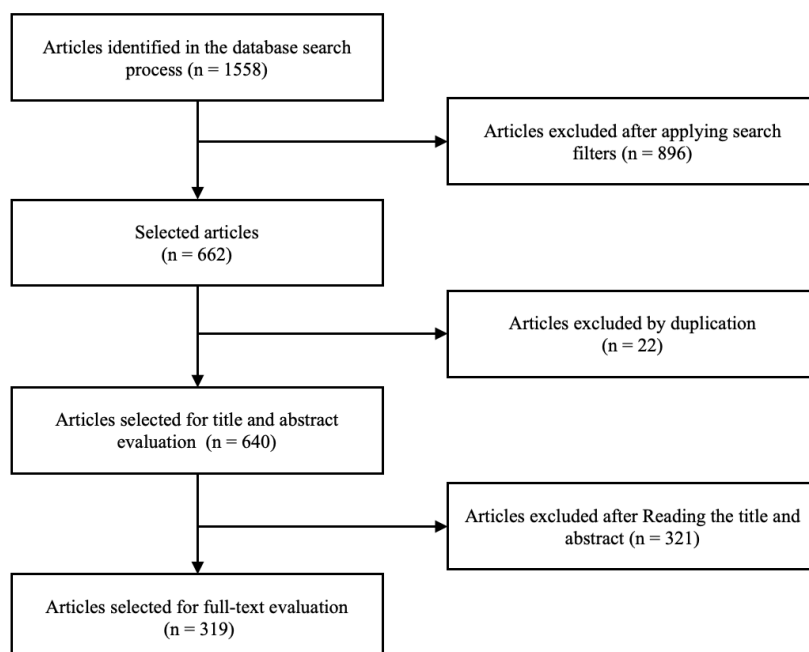 Articles identified in the database search
process (n = 1558)
Articles excluded after applying search
filters (n = 896)
Selected articles
(n = 662)
Articles excluded by duplication
(n = 22)
Articles selected for title and abstract
evaluation (n = 640)
Articles excluded after Reading the title and
abstract (n = 321)
Articles selected for full-text evaluation
(n = 319)